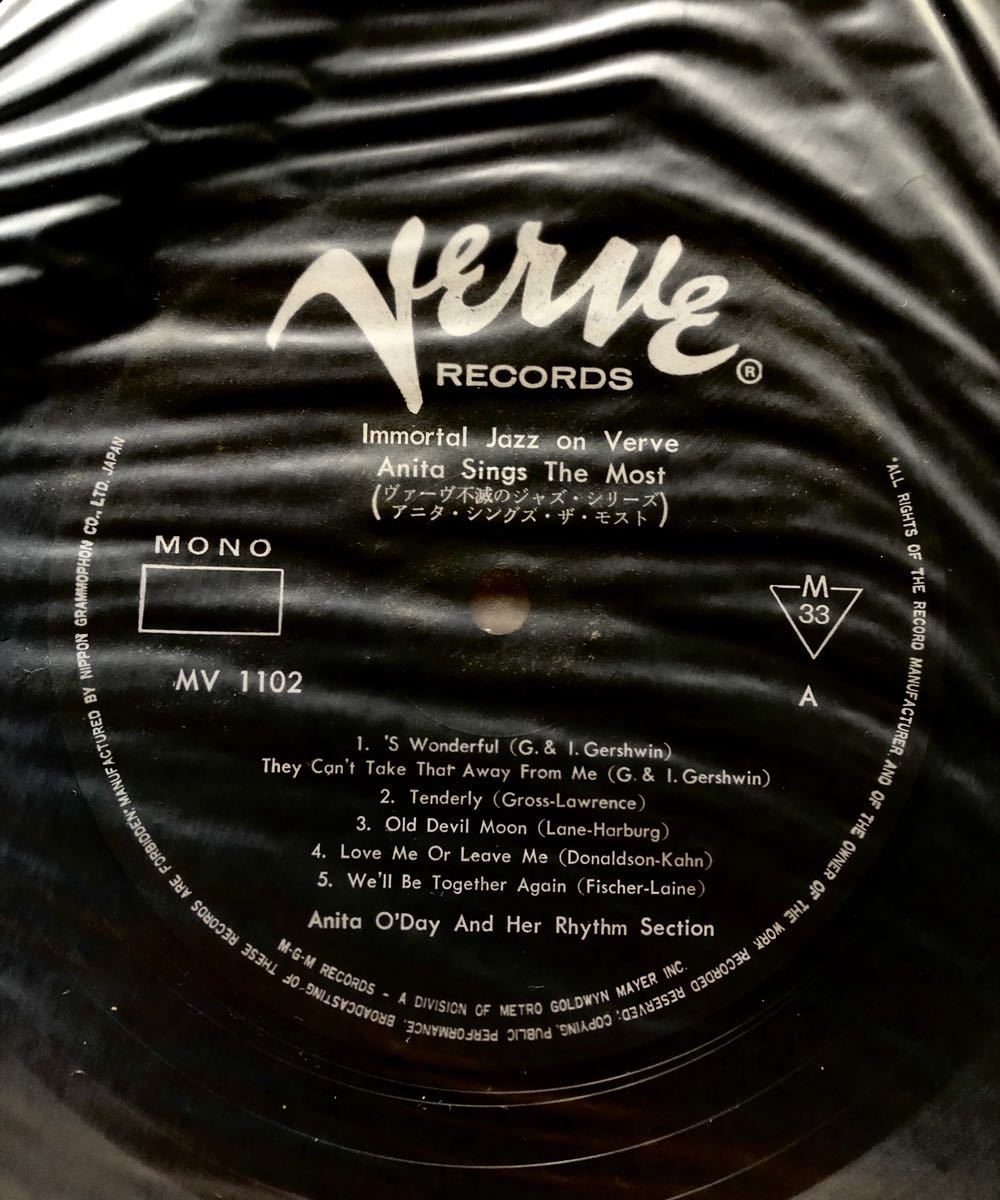 Verve
RECORDS ®
Immortal Jazz on Verve
Anita Sings The Most
(ヴァーヴ不滅のジャズ・シリーズ
アニタ・シングズ・ザ・モスト)
MONO
MV 1102
M
33
A
1. 'S Wonderful (G. & I. Gershwin)
They Can't Take That Away From Me (G. & I. Gershwin)
2. Tenderly (Gross-Lawrence)
3. Old Devil Moon (Lane-Harburg)
4. Love Me Or Leave Me (Donaldson-Kahn)
5. We'll Be Together Again (Fischer-Laine)
Anita O'Day And Her Rhythm Section
M-G-M RECORDS - A DIVISION OF METRO GOLDWYN MAYER INC.
"ALL RIGHTS OF THE RECORD MANUFACTURER AND OF THE OWNER OF THE WORK RECORDED RESERVED; COPYING, PUBLIC PERFORMANCE, BROADCASTING OF THESE RECORDS ARE FORBIDDEN" MANUFACTURED BY NIPPON GRAMMOPHON CO., LTD. JAPAN